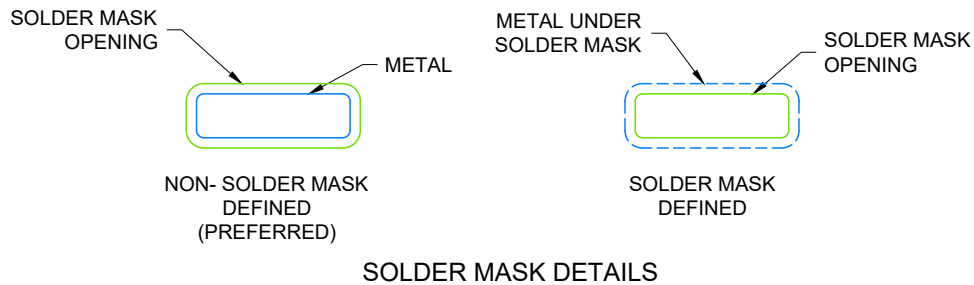 SOLDER MASK
OPENING
METAL
NON- SOLDER MASK
DEFINED
(PREFERRED)
METAL UNDER
SOLDER MASK
SOLDER MASK
OPENING
SOLDER MASK
DEFINED
SOLDER MASK DETAILS